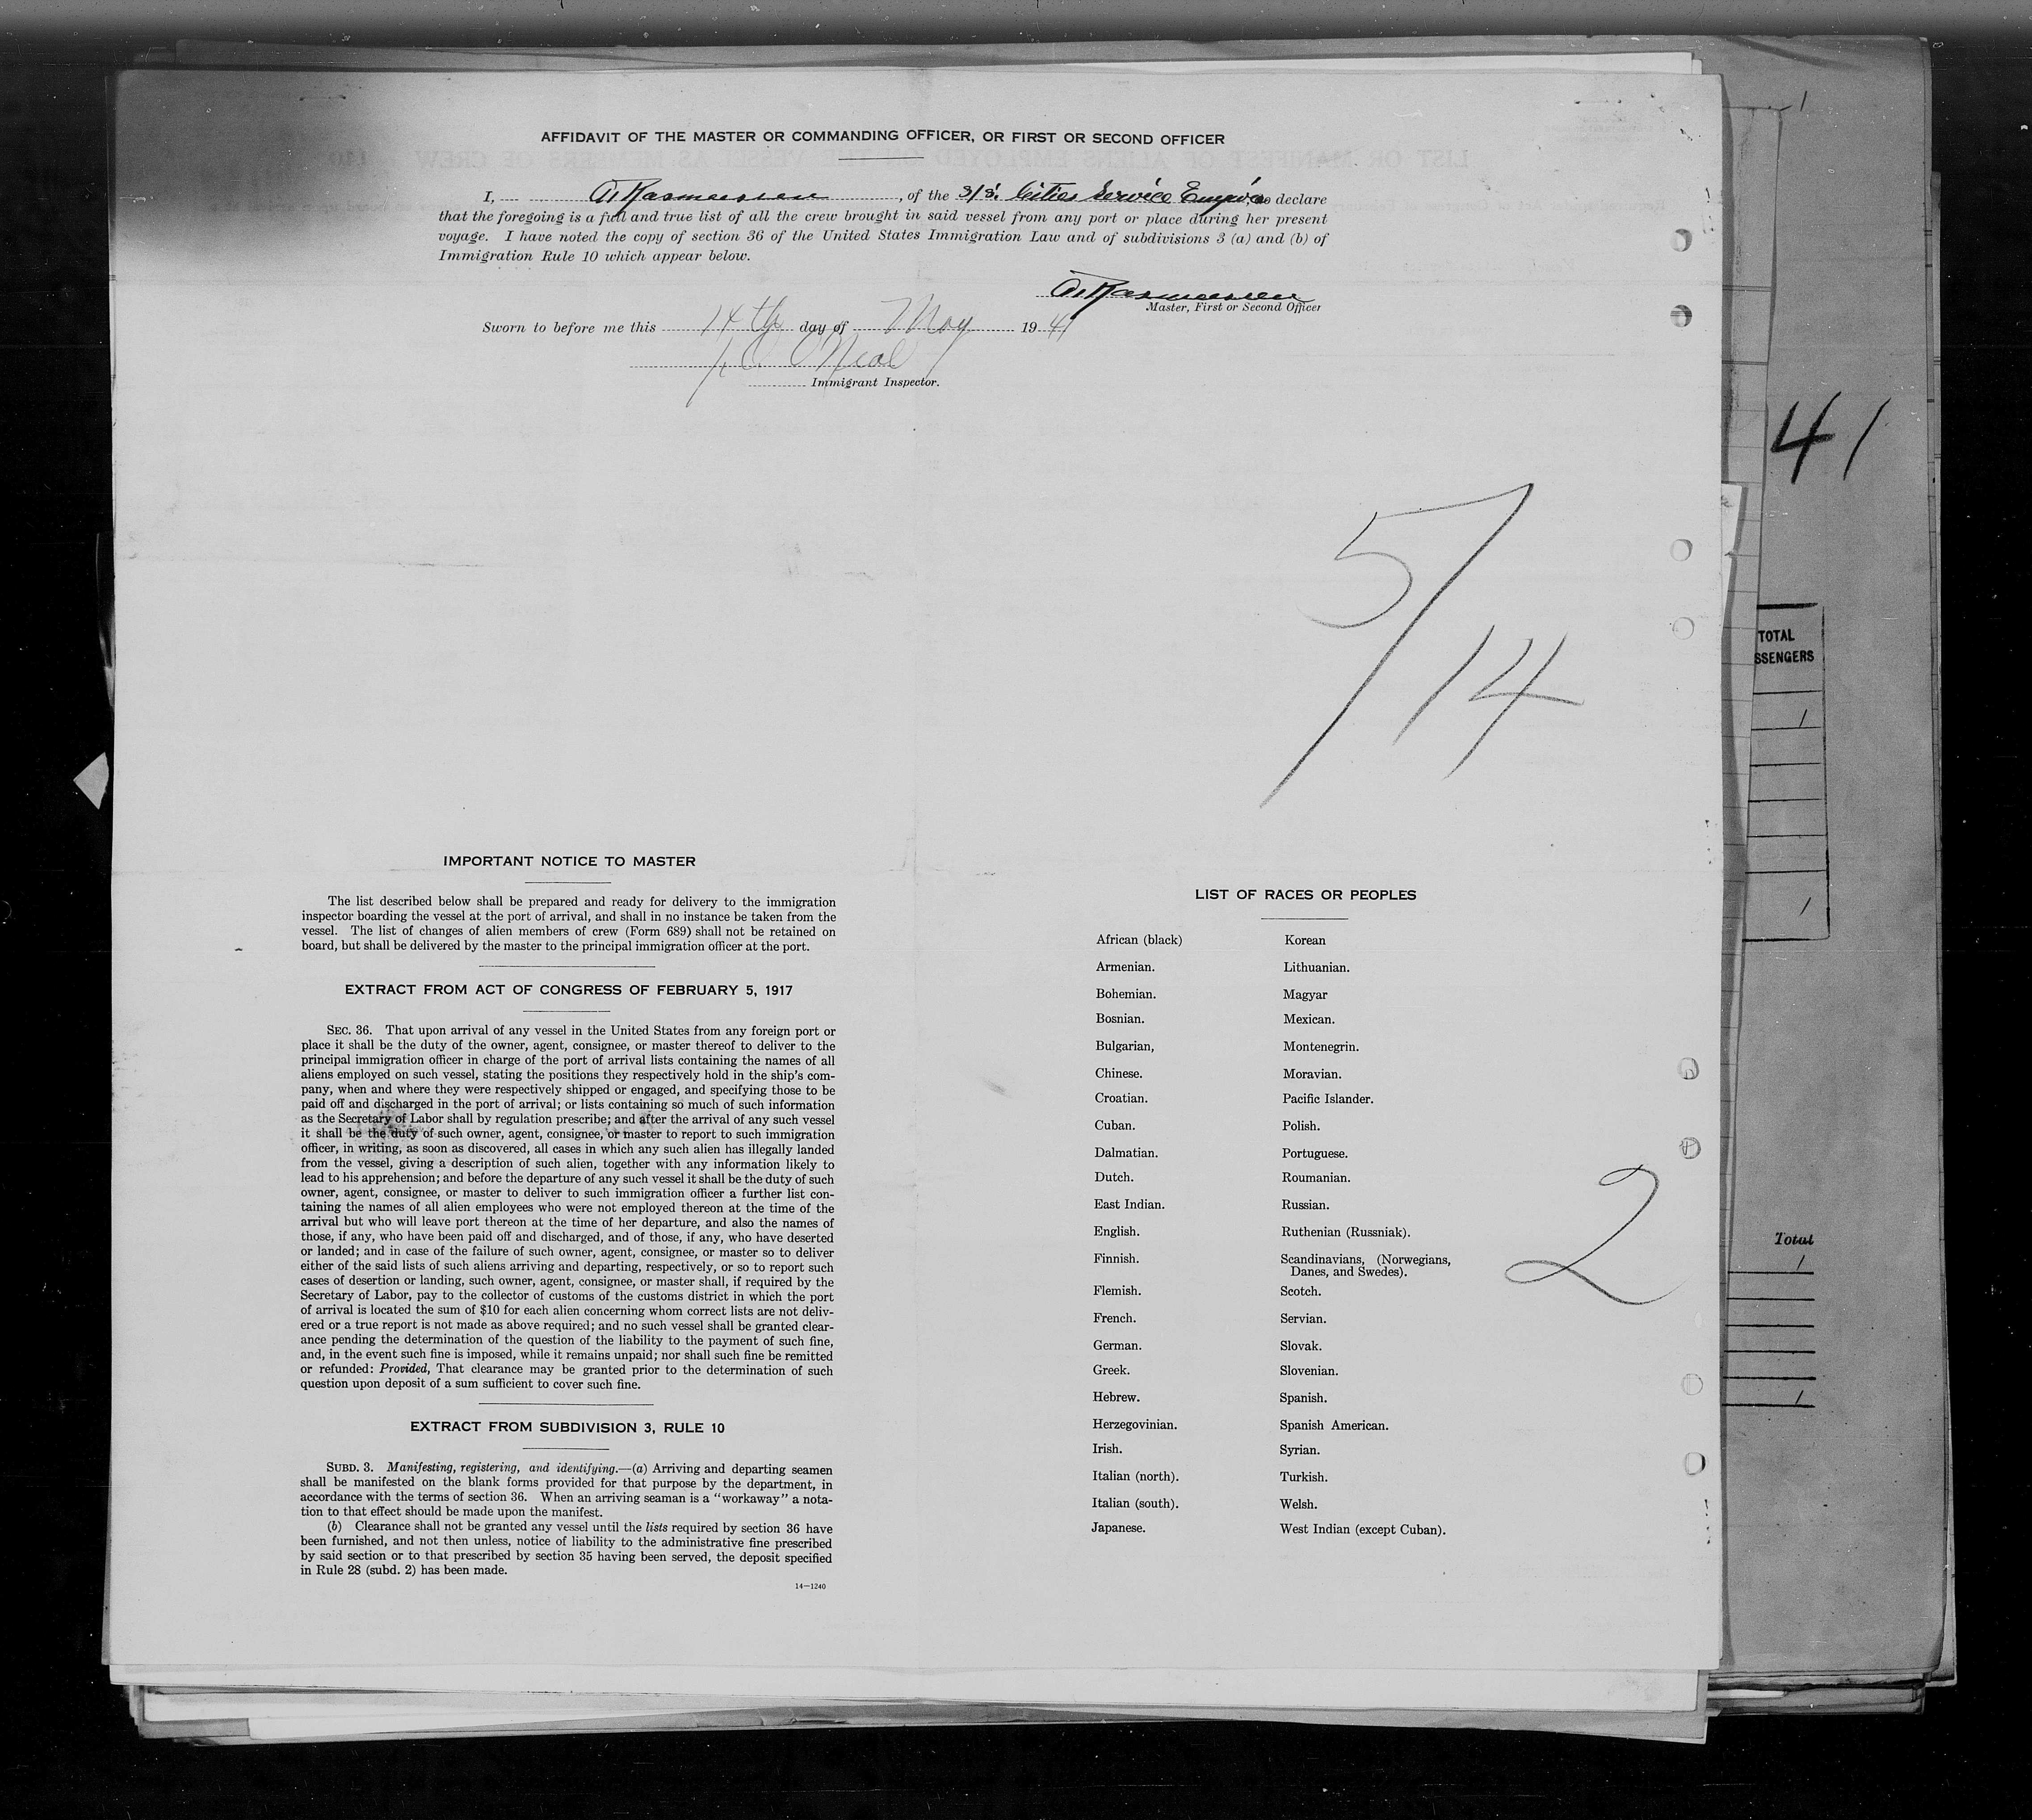 AFFIDAVIT OF THE MASTER OR COMMANDING OFFICER, OR FIRST OR SECOND OFFICER
I, Rasmussen, of the S/S. Cities Service Empire, do declare
that the foregoing is a full and true list of all the crew brought in said vessel from any port or place during her present
voyage. I have noted the copy of section 36 of the United States Immigration Law and of subdivisions 3 (a) and (b) of
Immigration Rule 10 which appear below.
Rasmussen
Master, First or Second Officer
Sworn to before me this 14th day of May 1941
O'Neal
Immigrant Inspector.
41
5/14
TOTAL
SSENGERS
1
1
IMPORTANT NOTICE TO MASTER
The list described below shall be prepared and ready for delivery to the immigration
inspector boarding the vessel at the port of arrival, and shall in no instance be taken from the
vessel. The list of changes of alien members of crew (Form 689) shall not be retained on
board, but shall be delivered by the master to the principal immigration officer at the port.
EXTRACT FROM ACT OF CONGRESS OF FEBRUARY 5, 1917
SEC. 36. That upon arrival of any vessel in the United States from any foreign port or
place it shall be the duty of the owner, agent, consignee, or master thereof to deliver to the
principal immigration officer in charge of the port of arrival lists containing the names of all
aliens employed on such vessel, stating the positions they respectively hold in the ship's com-
pany, when and where they were respectively shipped or engaged, and specifying those to be
paid off and discharged in the port of arrival; or lists containing so much of such information
as the Secretary of Labor shall by regulation prescribe; and after the arrival of any such vessel
it shall be the duty of such owner, agent, consignee, or master to report to such immigration
officer, in writing, as soon as discovered, all cases in which any such alien has illegally landed
from the vessel, giving a description of such alien, together with any information likely to
lead to his apprehension; and before the departure of any such vessel it shall be the duty of such
owner, agent, consignee, or master to deliver to such immigration officer a further list con-
taining the names of all alien employees who were not employed thereon at the time of the
arrival but who will leave port thereon at the time of her departure, and also the names of
those, if any, who have been paid off and discharged, and of those, if any, who have deserted
or landed; and in case of the failure of such owner, agent, consignee, or master so to deliver
either of the said lists of such aliens arriving and departing, respectively, or so to report such
cases of desertion or landing, such owner, agent, consignee, or master shall, if required by the
Secretary of Labor, pay to the collector of customs of the customs district in which the port
of arrival is located the sum of $10 for each alien concerning whom correct lists are not deliv-
ered or a true report is not made as above required; and no such vessel shall be granted clear-
ance pending the determination of the question of the liability to the payment of such fine,
and, in the event such fine is imposed, while it remains unpaid; nor shall such fine be remitted
or refunded: Provided, That clearance may be granted prior to the determination of such
question upon deposit of a sum sufficient to cover such fine.
EXTRACT FROM SUBDIVISION 3, RULE 10
SUBD. 3. Manifesting, registering, and identifying.—(a) Arriving and departing seamen
shall be manifested on the blank forms provided for that purpose by the department, in
accordance with the terms of section 36. When an arriving seaman is a "workaway" a nota-
tion to that effect should be made upon the manifest.
(b) Clearance shall not be granted any vessel until the lists required by section 36 have
been furnished, and not then unless, notice of liability to the administrative fine prescribed
by said section or to that prescribed by section 35 having been served, the deposit specified
in Rule 28 (subd. 2) has been made.
14—1240
LIST OF RACES OR PEOPLES
African (black)
Armenian.
Bohemian.
Bosnian.
Bulgarian,
Chinese.
Croatian.
Cuban.
Dalmatian.
Dutch.
East Indian.
English.
Finnish.
Flemish.
French.
German.
Greek.
Hebrew.
Herzegovinian.
Irish.
Italian (north).
Italian (south).
Japanese.
Korean
Lithuanian.
Magyar
Mexican.
Montenegrin.
Moravian.
Pacific Islander.
Polish.
Portuguese.
Roumanian.
Russian.
Ruthenian (Russniak).
Scandinavians, (Norwegians,
Danes, and Swedes).
Scotch.
Servian.
Slovak.
Slovenian.
Spanish.
Spanish American.
Syrian.
Turkish.
Welsh.
West Indian (except Cuban).
2
Total
1
1